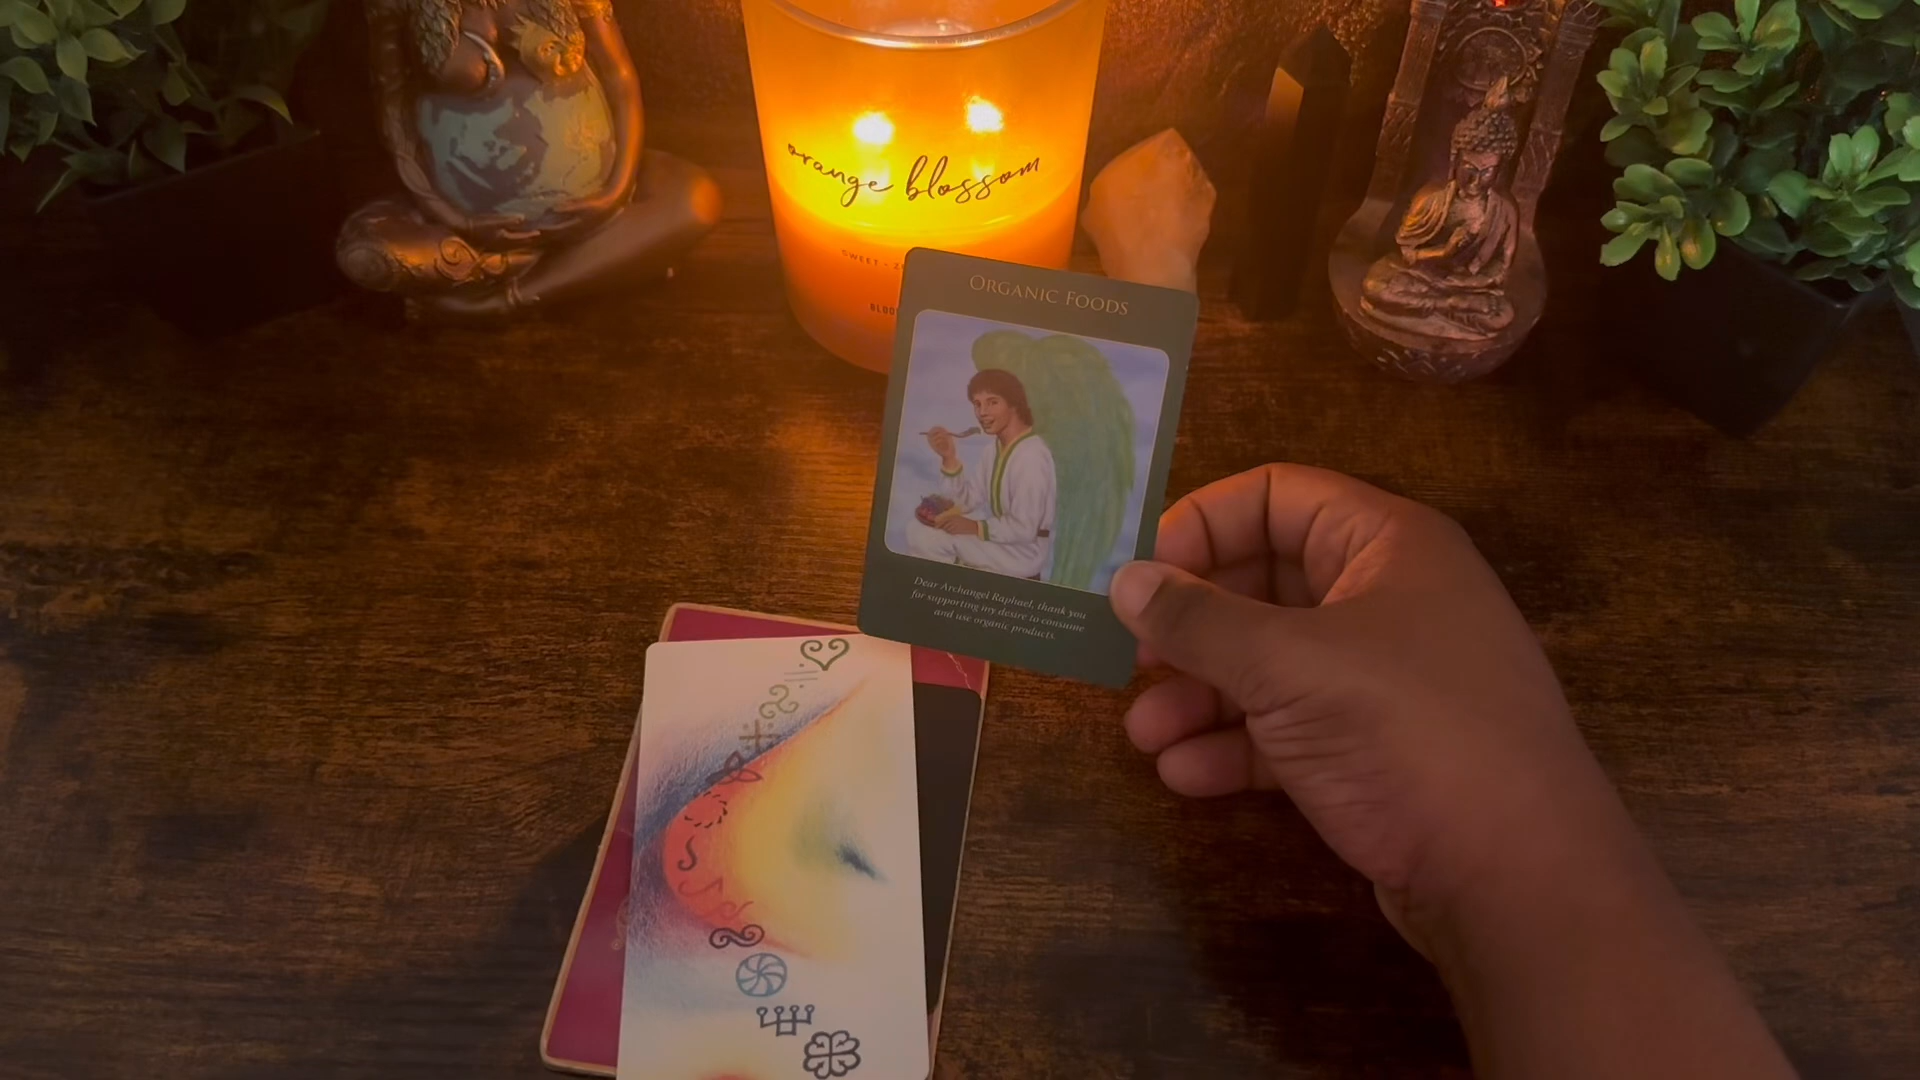 orange blossom
SWEET
Organic Foods
Dear Archangel Raphael, thank you
for supporting my desire to consume
and use organic products.